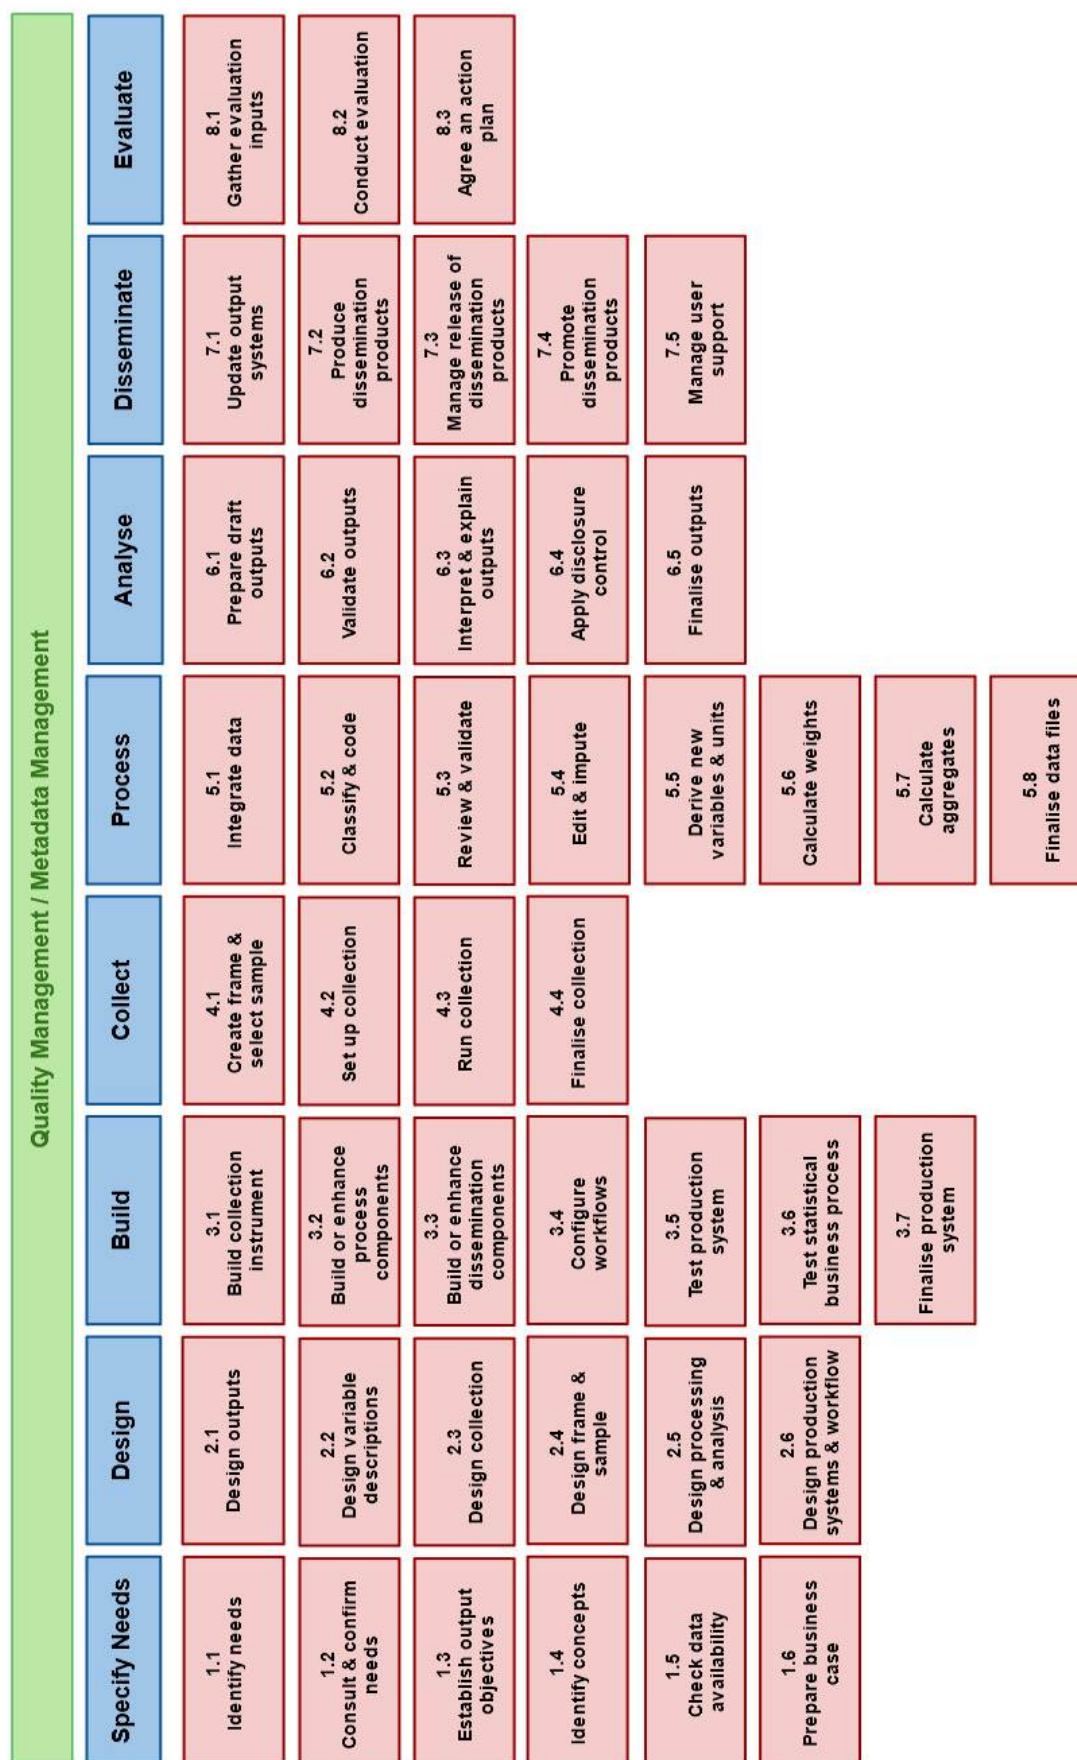 Quality Management / Metadata Management
Specify Needs
1.1
Identify needs
1.2
Consult & confirm
needs
1.3
Establish output
objectives
1.4
Identify concepts
1.5
Check data
availability
1.6
Prepare business
case
Design
2.1
Design outputs
2.2
Design variable
descriptions
2.3
Design collection
2.4
Design frame &
sample
2.5
Design processing
& analysis
2.6
Design production
systems & workflow
Build
3.1
Build collection
instrument
3.2
Build or enhance
process
components
3.3
Build or enhance
dissemination
components
3.4
Configure
workflows
3.5
Test production
system
3.6
Test statistical
business process
3.7
Finalise production
system
Collect
4.1
Create frame &
select sample
4.2
Set up collection
4.3
Run collection
4.4
Finalise collection
Process
5.1
Integrate data
5.2
Classify & code
5.3
Review & validate
5.4
Edit & impute
5.5
Derive new
variables & units
5.6
Calculate weights
5.7
Calculate
aggregates
5.8
Finalise data files
Analyse
6.1
Prepare draft
outputs
6.2
Validate outputs
6.3
Interpret & explain
outputs
6.4
Apply disclosure
control
6.5
Finalise outputs
Disseminate
7.1
Update output
systems
7.2
Produce
dissemination
products
7.3
Manage release of
dissemination
products
7.4
Promote
dissemination
products
7.5
Manage user
support
Evaluate
8.1
Gather evaluation
inputs
8.2
Conduct evaluation
8.3
Agree an action
plan